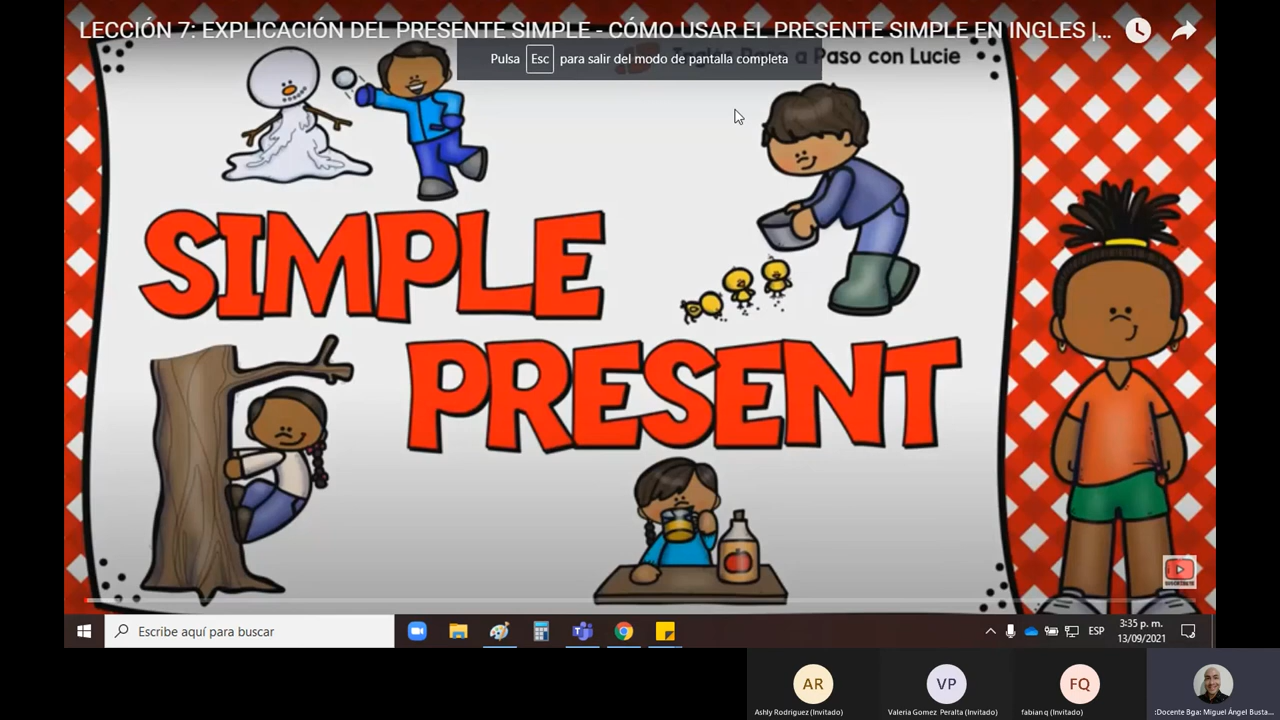 LECCIÓN 7: EXPLICACIÓN DEL PRESENTE SIMPLE - CÓMO USAR EL PRESENTE SIMPLE EN INGLES |...
Pulsa Esc para salir del modo de pantalla completa
a Paso con Lucie
SIMPLE
PRESENT
Escribe aquí para buscar
ESP
3:35 p. m.
13/09/2021
AR
VP
FQ
Ashly Rodriguez (Invitado)
Valeria Gomez Peralta (Invitado)
fabian q (Invitado)
:Docente Bga: Miguel Ángel Busta...